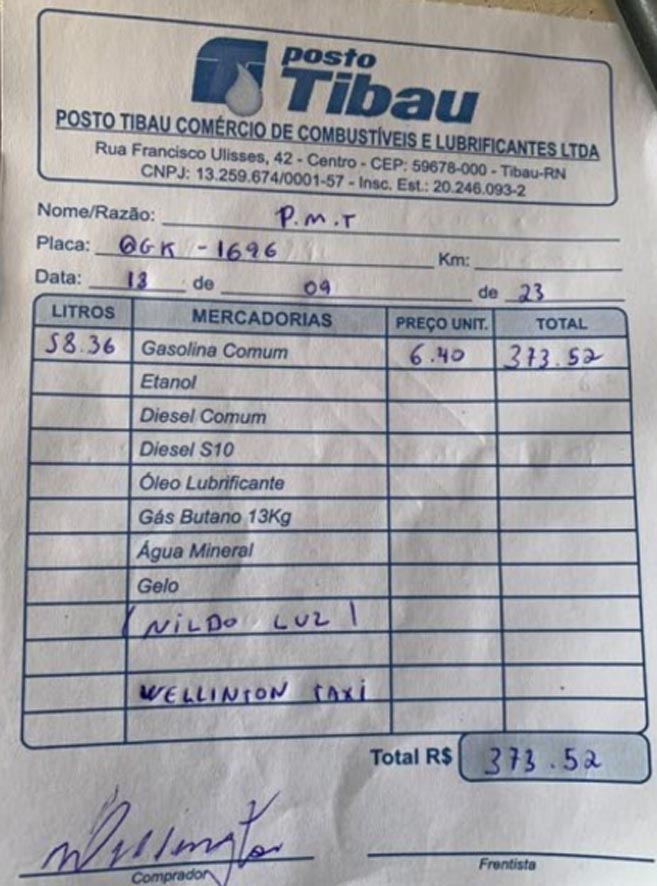 posto
Tibau
POSTO TIBAU COMÉRCIO DE COMBUSTÍVEIS E LUBRIFICANTES LTDA
Rua Francisco Ulisses, 42 - Centro - CEP: 59678-000 - Tibau-RN
CNPJ: 13.259.674/0001-57 - Insc. Est.: 20.246.093-2
Nome/Razão: P.M.T
Placa: QGK-1696 Km:
Data: 13 de 09 de 23
LITROS MERCADORIAS PREÇO UNIT. TOTAL
58.36 Gasolina Comum 6.40 373.52
Etanol
Diesel Comum
Diesel S10
Óleo Lubrificante
Gás Butano 13Kg
Água Mineral
Gelo
(NILDO LUZ)
WELLINTON TAXI
Total R$ 373.52
Wellington
Comprador Frentista